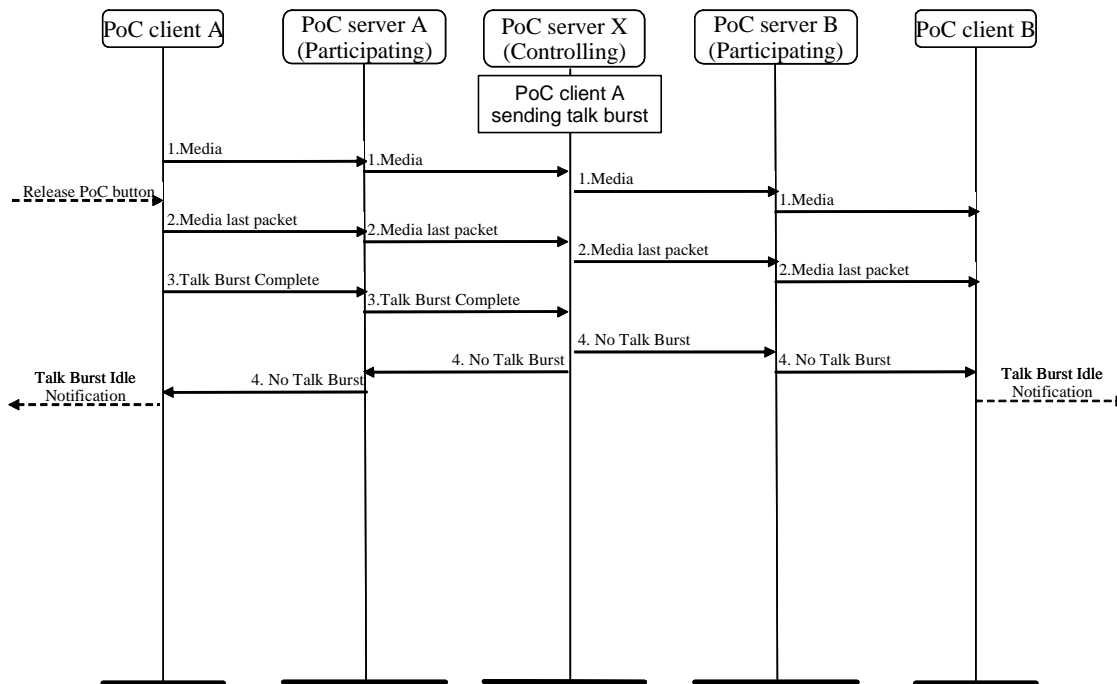 PoC client A
PoC server A
(Participating)
PoC server X
(Controlling)
PoC server B
(Participating)
PoC client B
PoC client A
sending talk burst
1.Media
1.Media
1.Media
Release PoC button
1.Media
2.Media last packet
2.Media last packet
2.Media last packet
2.Media last packet
3.Talk Burst Complete
3.Talk Burst Complete
4. No Talk Burst
4. No Talk Burst
4. No Talk Burst
4. No Talk Burst
Talk Burst Idle
Notification
Talk Burst Idle
Notification